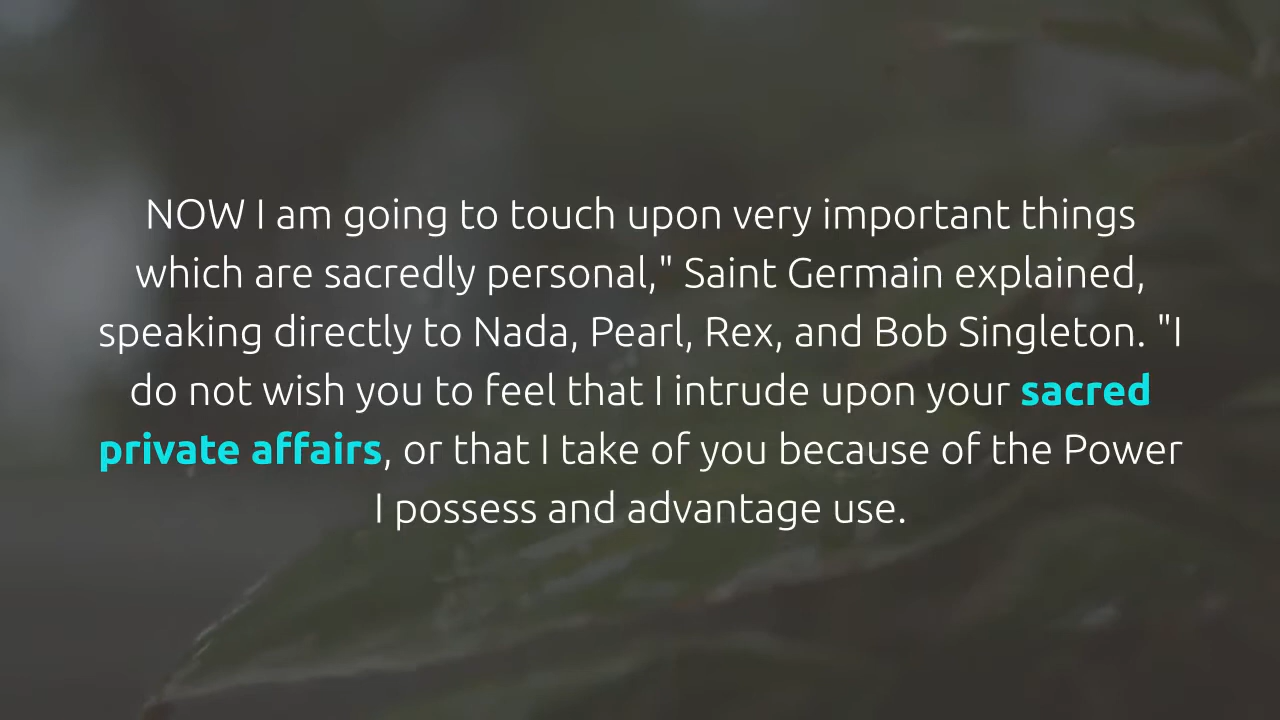 NOW I am going to touch upon very important things
which are sacredly personal," Saint Germain explained,
speaking directly to Nada, Pearl, Rex, and Bob Singleton. "I
do not wish you to feel that I intrude upon your sacred
private affairs, or that I take of you because of the Power
I possess and advantage use.